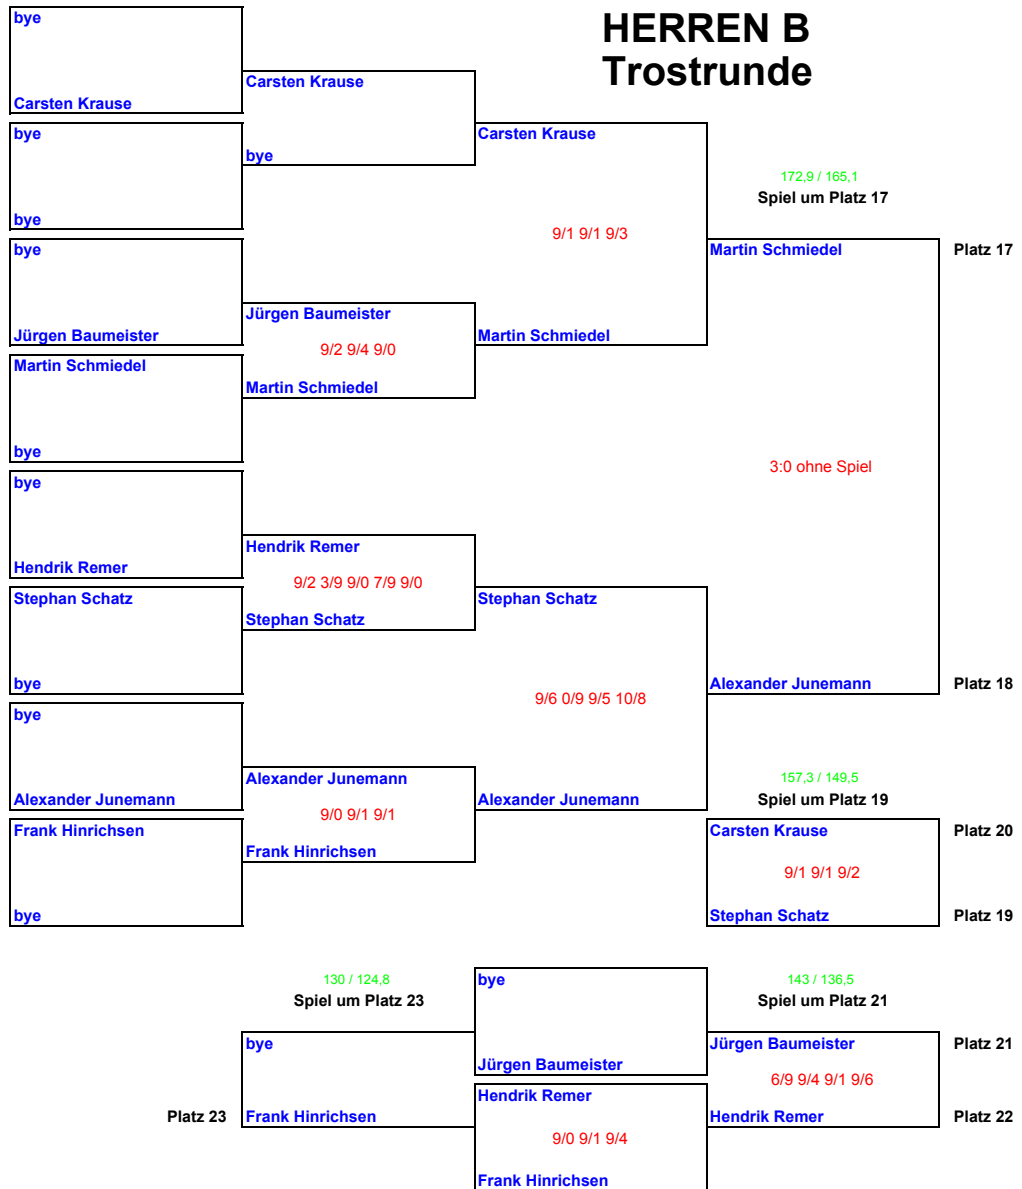 HERREN B
Trostrunde
bye
Carsten Krause
Carsten Krause
bye
Carsten Krause
bye
172,9 / 165,1
Spiel um Platz 17
bye
9/1 9/1 9/3
bye
Martin Schmiedel
Platz 17
Jürgen Baumeister
Jürgen Baumeister
Martin Schmiedel
9/2 9/4 9/0
Martin Schmiedel
Martin Schmiedel
bye
3:0 ohne Spiel
bye
Hendrik Remer
Hendrik Remer
9/2 3/9 9/0 7/9 9/0
Stephan Schatz
Stephan Schatz
Stephan Schatz
bye
Alexander Junemann
Platz 18
9/6 0/9 9/5 10/8
bye
Alexander Junemann
157,3 / 149,5
Alexander Junemann
Alexander Junemann
Spiel um Platz 19
9/0 9/1 9/1
Frank Hinrichsen
Carsten Krause
Platz 20
Frank Hinrichsen
9/1 9/1 9/2
bye
Stephan Schatz
Platz 19
130 / 124,8
bye
143 / 136,5
Spiel um Platz 23
Spiel um Platz 21
bye
Jürgen Baumeister
Platz 21
Jürgen Baumeister
6/9 9/4 9/1 9/6
Hendrik Remer
Platz 23
Frank Hinrichsen
Hendrik Remer
Platz 22
9/0 9/1 9/4
Frank Hinrichsen